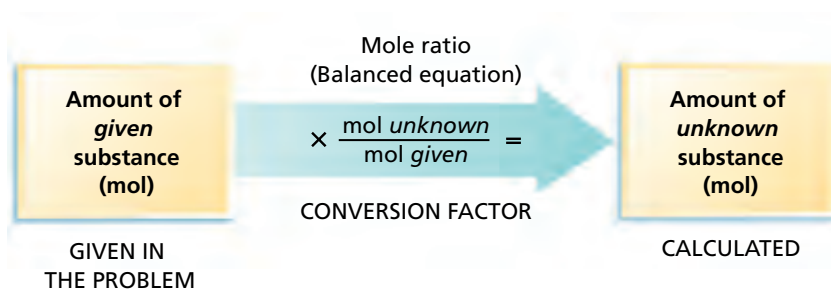 Mole ratio
(Balanced equation)
Amount of
given
substance
(mol)
× mol unknown
mol given =
Amount of
unknown
substance
(mol)
CONVERSION FACTOR
GIVEN IN
THE PROBLEM
CALCULATED